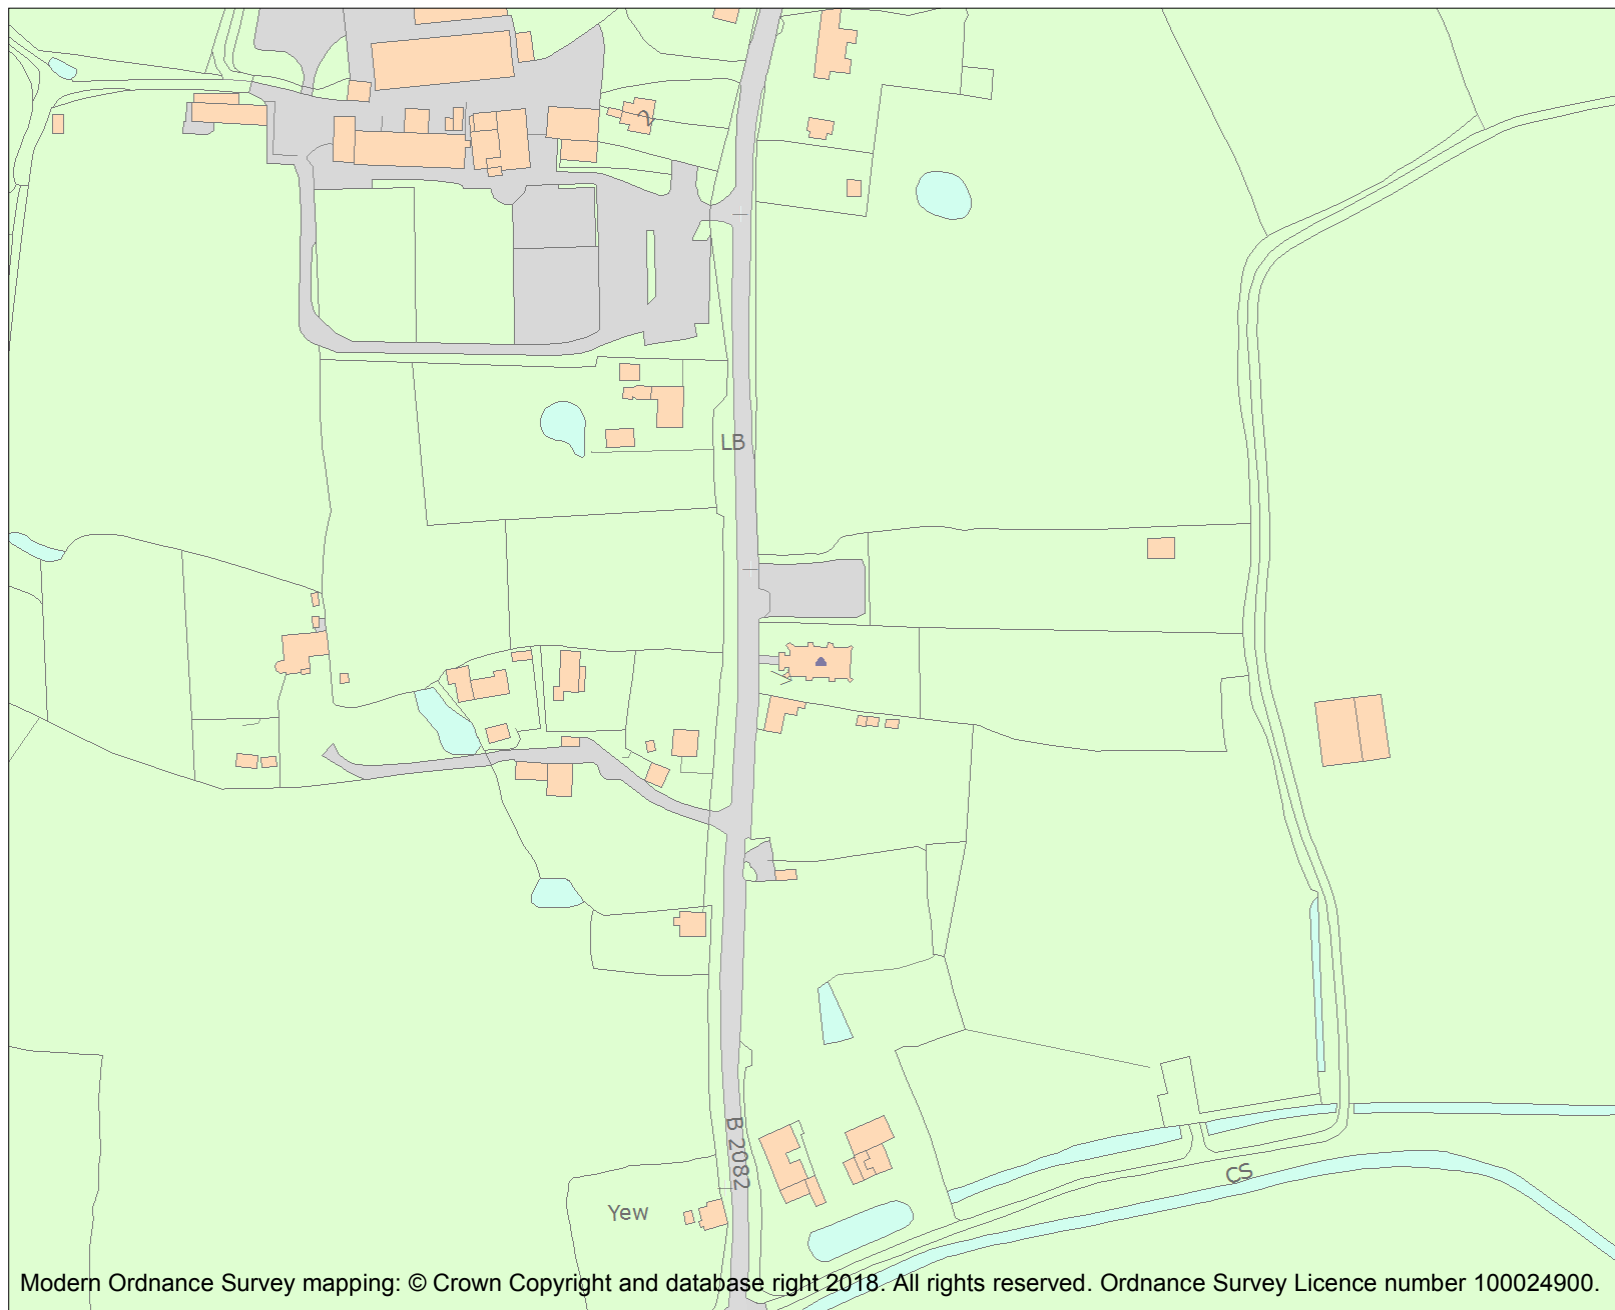 2
LB
B 2082
CS
Yew
Modern Ordnance Survey mapping: © Crown Copyright and database right 2018. All rights reserved. Ordnance Survey Licence number 100024900.